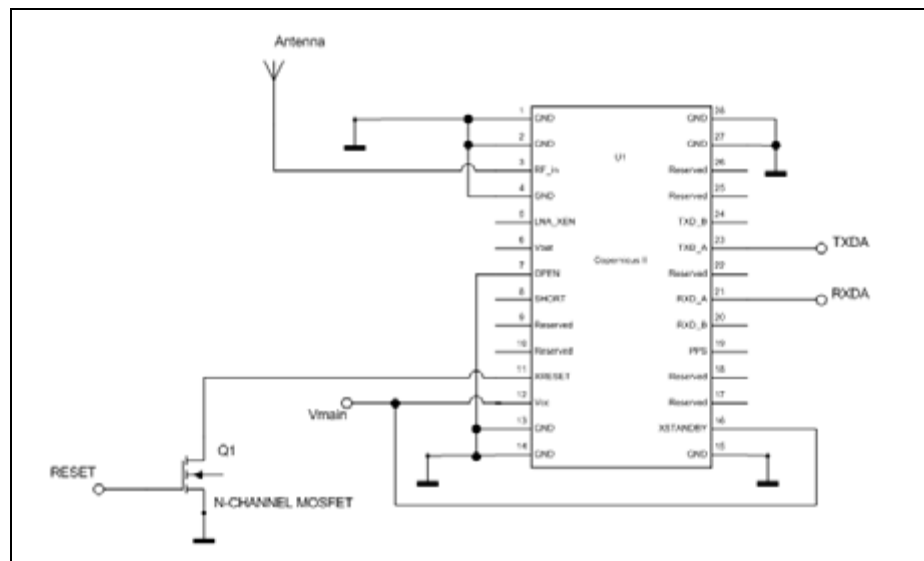 Antenna
1 GND
2 GND
3 RF_in
4 GND
5 LNA_XEN
6 Vbat
7 OPEN
8 SHORT
9 Reserved
10 Reserved
11 XRESET
12 Vcc
13 GND
14 GND
U1
Copernicus II
28 GND
27 GND
26 Reserved
25 Reserved
24 TXD_B
23 TXD_A
22 Reserved
21 RXD_A
20 RXD_B
19 PPS
18 Reserved
17 Reserved
16 XSTANDBY
15 GND
TXDA
RXDA
Vmain
Q1
RESET
N-CHANNEL MOSFET